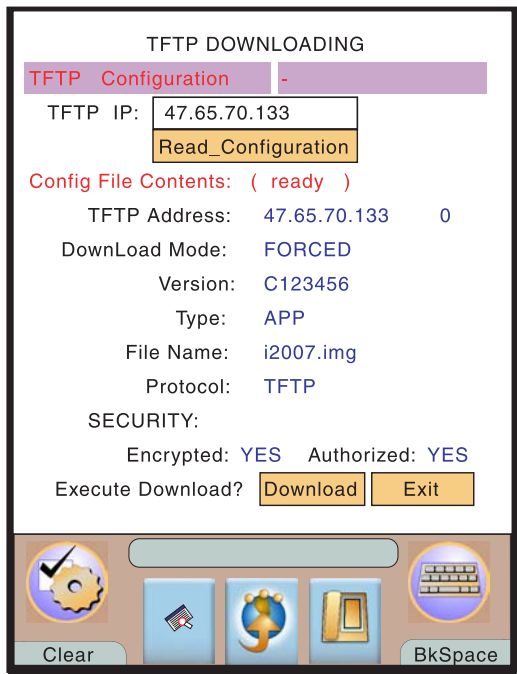 TFTP DOWNLOADING
TFTP Configuration -
TFTP IP: 47.65.70.133
Read_Configuration
Config File Contents: ( ready )
TFTP Address: 47.65.70.133 0
DownLoad Mode: FORCED
Version: C123456
Type: APP
File Name: i2007.img
Protocol: TFTP
SECURITY:
Encrypted: YES Authorized: YES
Execute Download? Download Exit
Clear BkSpace